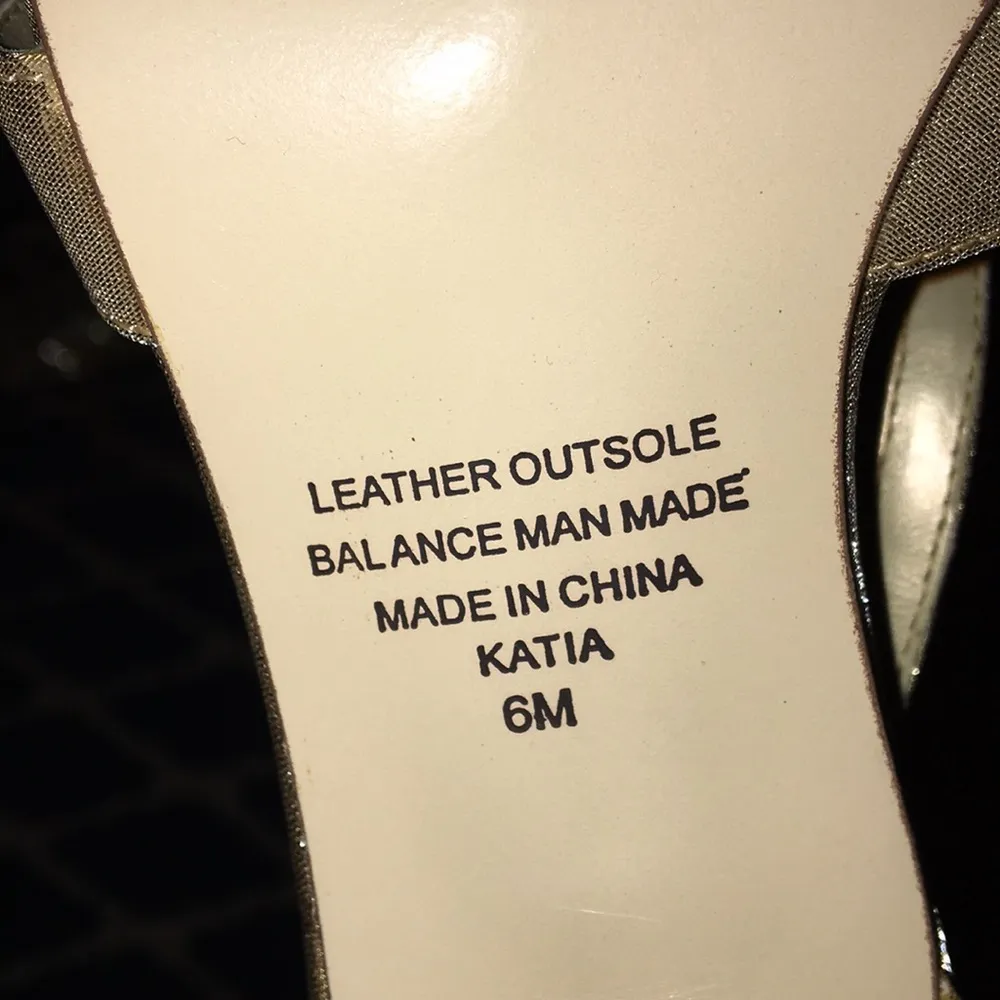 LEATHER OUTSOLE
BALANCE MAN MADE
MADE IN CHINA
KATIA
6M